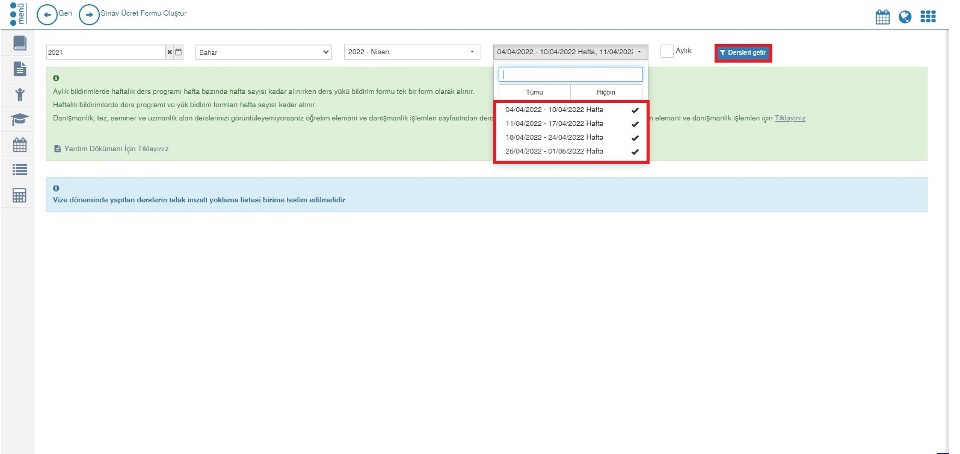 menü
Geri
Sınav Ücret Formu Oluştur
2021
Bahar
2022 - Nisan
04/04/2022 - 10/04/2022 Hafta, 11/04/2022
Aylık
Dersleri getir
Tümü
Hiçbiri
04/04/2022 - 10/04/2022 Hafta
11/04/2022 - 17/04/2022 Hafta
18/04/2022 - 24/04/2022 Hafta
25/04/2022 - 01/05/2022 Hafta
Aylık bildirimlerde haftalık ders programı hafta bazında hafta sayısı kadar alınırken ders yükü bildirim formu tek bir form olarak alınır.
Haftalık bildirimlerde ders programı ve yük bildirim formları hafta sayısı kadar alınır.
Danışmanlık, tez, seminer ve uzmanlık alan derslerinizi görüntüleyemiyorsanız öğretim elemanı ve danışmanlık işlemleri sayfasından ders elemanı ve danışmanlık işlemleri için Tıklayınız
Yardım Dökümanı İçin Tıklayınız
Vize döneminde yapılan derslerin ıslak imzalı yoklama listesi birime teslim edilmelidir